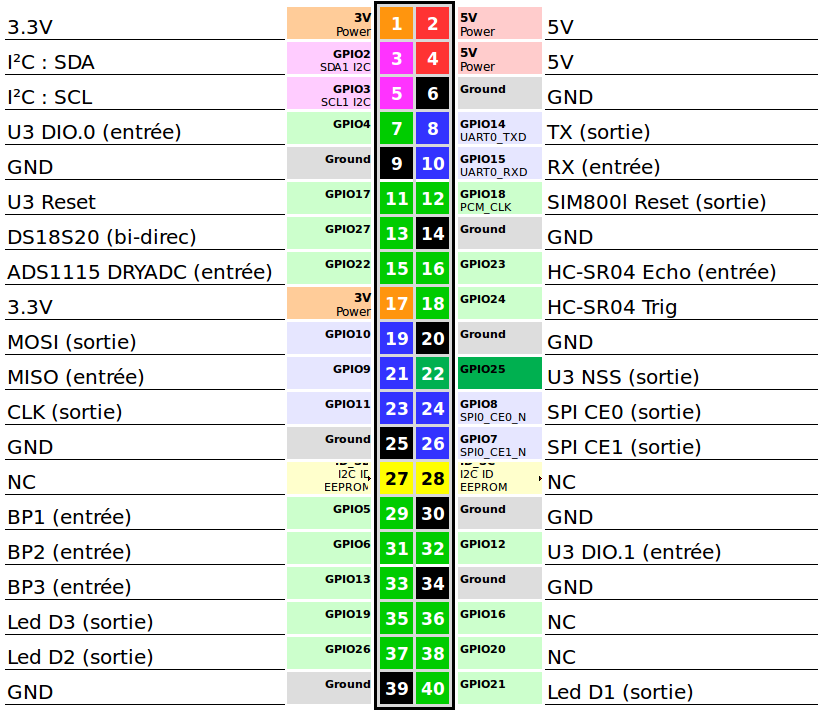 3.3V 3V Power 1 2 5V Power 5V
I²C : SDA GPIO2 SDA1 I2C 3 4 5V Power 5V
I²C : SCL GPIO3 SCL1 I2C 5 6 Ground GND
U3 DIO.0 (entrée) GPIO4 7 8 GPIO14 UART0_TXD TX (sortie)
GND Ground 9 10 GPIO15 UART0_RXD RX (entrée)
U3 Reset GPIO17 11 12 GPIO18 PCM_CLK SIM800l Reset (sortie)
DS18S20 (bi-direc) GPIO27 13 14 Ground GND
ADS1115 DRYADC (entrée) GPIO22 15 16 GPIO23 HC-SR04 Echo (entrée)
3.3V 3V Power 17 18 GPIO24 HC-SR04 Trig
MOSI (sortie) GPIO10 19 20 Ground GND
MISO (entrée) GPIO9 21 22 GPIO25 U3 NSS (sortie)
CLK (sortie) GPIO11 23 24 GPIO8 SPI0_CE0_N SPI CE0 (sortie)
GND Ground 25 26 GPIO7 SPI0_CE1_N SPI CE1 (sortie)
NC I2C ID EEPROM 27 28 I2C ID EEPROM NC
BP1 (entrée) GPIO5 29 30 Ground GND
BP2 (entrée) GPIO6 31 32 GPIO12 U3 DIO.1 (entrée)
BP3 (entrée) GPIO13 33 34 Ground GND
Led D3 (sortie) GPIO19 35 36 GPIO16 NC
Led D2 (sortie) GPIO26 37 38 GPIO20 NC
GND Ground 39 40 GPIO21 Led D1 (sortie)